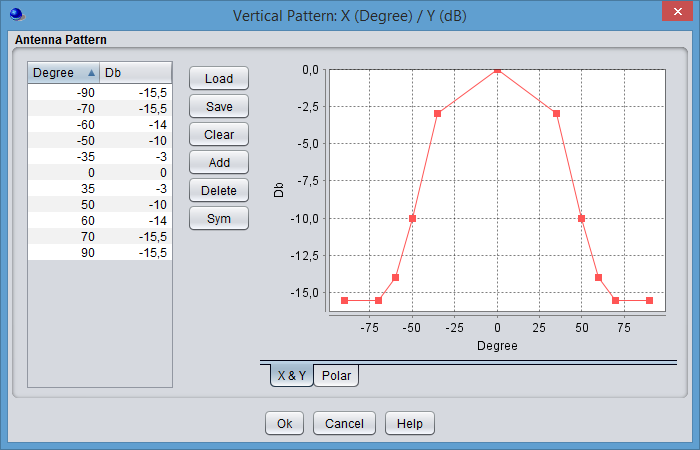 Vertical Pattern: X (Degree) / Y (dB)
Antenna Pattern
Degree Db
-90 -15,5
-70 -15,5
-60 -14
-50 -10
-35 -3
0 0
35 -3
50 -10
60 -14
70 -15,5
90 -15,5
Load
Save
Clear
Add
Delete
Sym
0,0
-2,5
-5,0
-7,5
-10,0
-12,5
-15,0
Db
-75 -50 -25 0 25 50 75
Degree
X & Y Polar
Ok Cancel Help